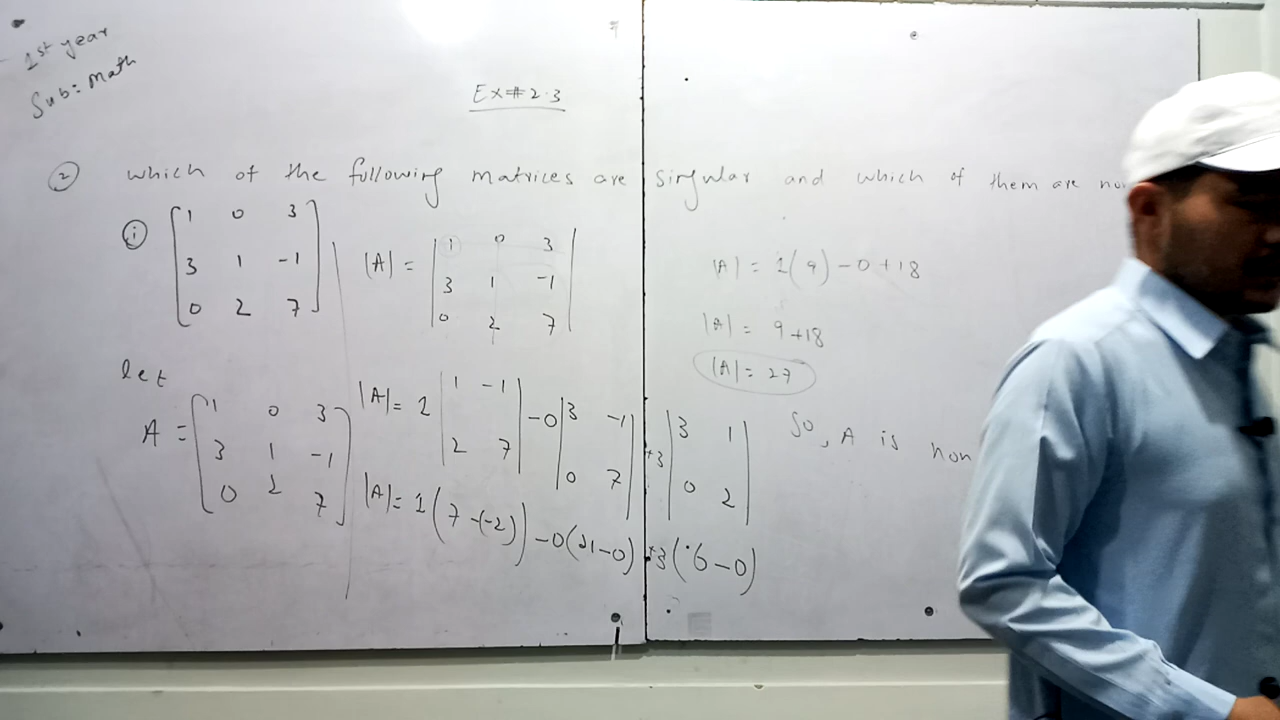 1st year
Sub: Math
Ex# 2.3
② which of the following matrices are singular and which of them are
① [1 0 3
3 1 -1
0 2 7]
|A| = |1 0 3
3 1 -1
0 2 7|
let
A = [1 0 3
3 1 -1
0 2 7]
|A| = 1 |1 -1
2 7| -0 |3 -1
0 7| +3 |3 1
0 2|
|A| = 1(7-(-2)) -0(21-0) +3(6-0)
|A| = 1(9) -0 +18
|A| = 9+18
|A| = 27
So, A is non